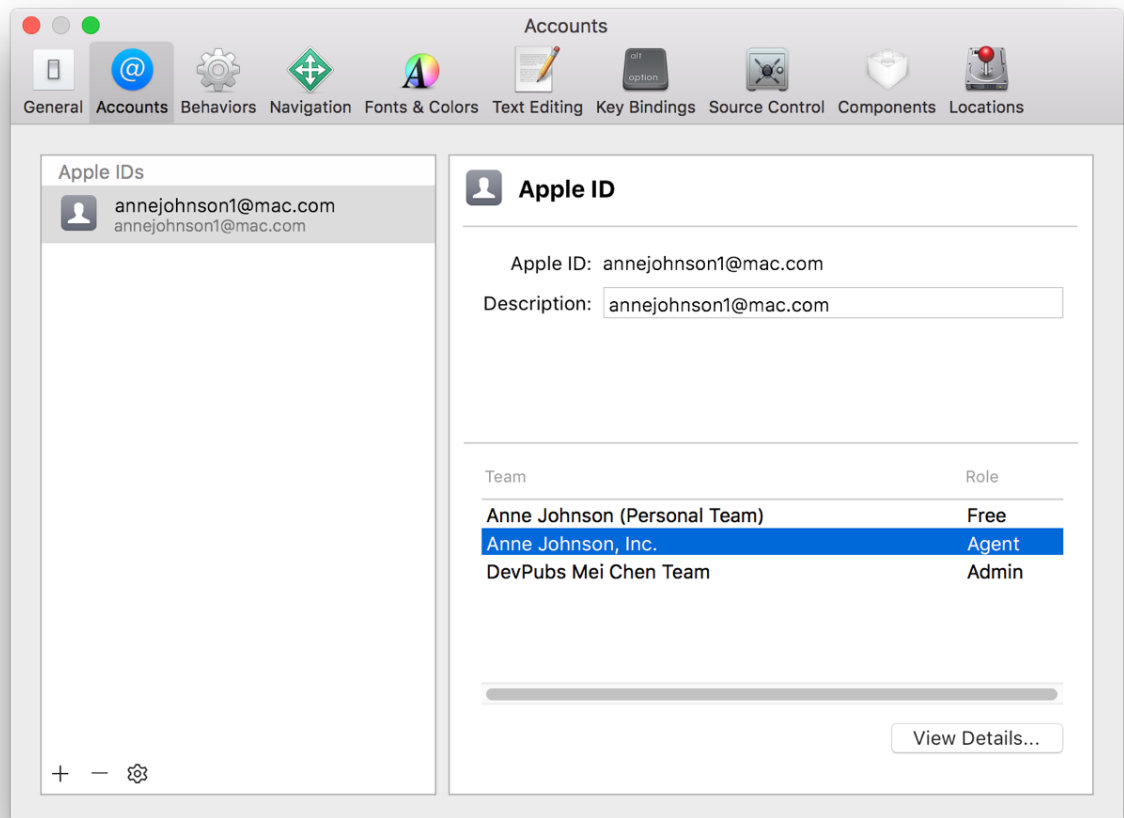 Accounts
General Accounts Behaviors Navigation Fonts & Colors Text Editing alt option Key Bindings Source Control Components Locations
Apple IDs
annejohnson1@mac.com
annejohnson1@mac.com
Apple ID
Apple ID: annejohnson1@mac.com
Description: annejohnson1@mac.com
Team Role
Anne Johnson (Personal Team) Free
Anne Johnson, Inc. Agent
DevPubs Mei Chen Team Admin
View Details...